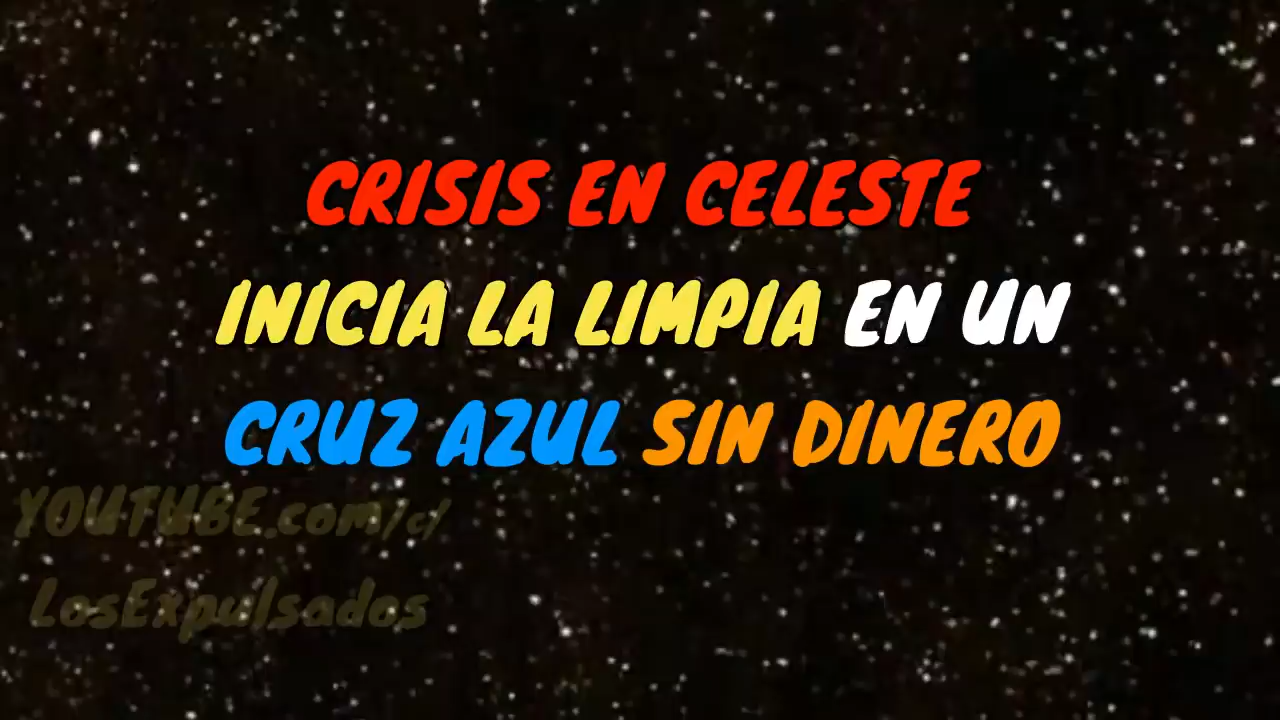 CRISIS EN CELESTE
INICIA LA LIMPIA EN UN
CRUZ AZUL SIN DINERO
YOUTUBE.com/c/
LosExpulsados